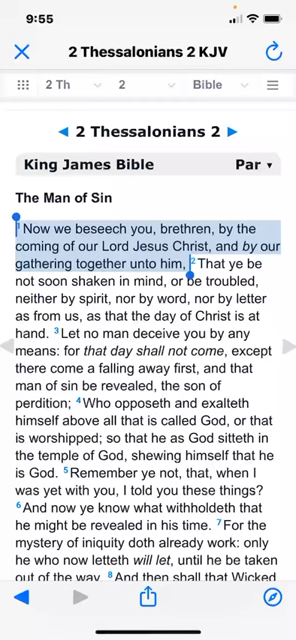 9:55
2 Thessalonians 2 KJV
2 Th 2 Bible
2 Thessalonians 2
King James Bible Par
The Man of Sin
1 Now we beseech you, brethren, by the
coming of our Lord Jesus Christ, and by our
gathering together unto him, 2 That ye be
not soon shaken in mind, or be troubled,
neither by spirit, nor by word, nor by letter
as from us, as that the day of Christ is at
hand. 3 Let no man deceive you by any
means: for that day shall not come, except
there come a falling away first, and that
man of sin be revealed, the son of
perdition; 4 Who opposeth and exalteth
himself above all that is called God, or that
is worshipped; so that he as God sitteth in
the temple of God, shewing himself that he
is God. 5 Remember ye not, that, when I
was yet with you, I told you these things?
6 And now ye know what withholdeth that
he might be revealed in his time. 7 For the
mystery of iniquity doth already work: only
he who now letteth will let, until he be taken
out of the way. 8 And then shall that Wicked